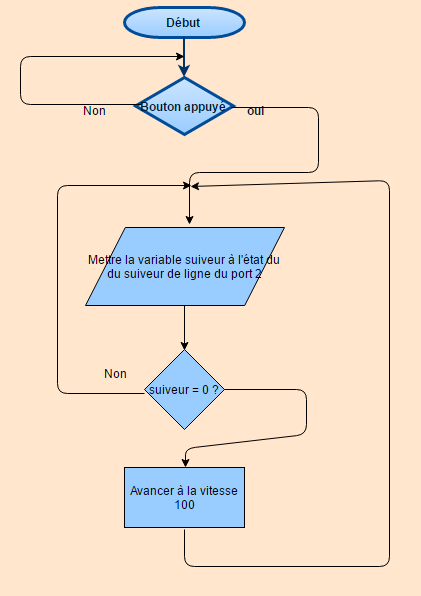 Début
Bouton appuyé
Non
oui
Mettre la variable suiveur à l'état du
du suiveur de ligne du port 2
Non
suiveur = 0 ?
Avancer à la vitesse
100